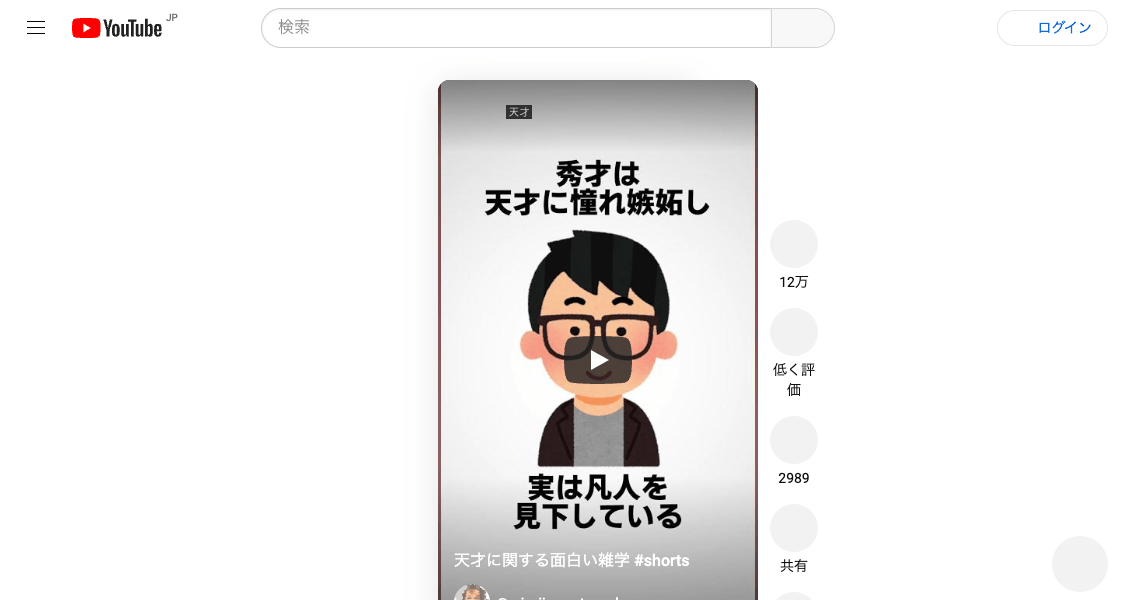 YouTube JP
検索
ログイン
天才
秀才は
天才に憧れ嫉妬し
実は凡人を
見下している
天才に関する面白い雑学 #shorts
12万
低く評
価
2989
共有